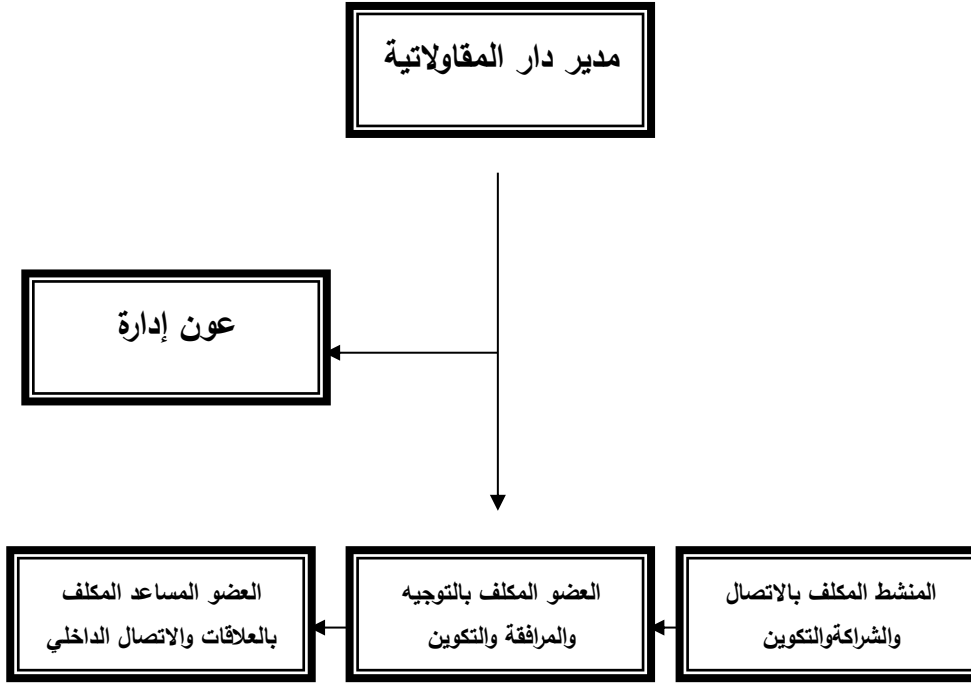 مدير دار المقاولاتية
عون إدارة
المنشط المكلف بالاتصال
والشراكةوالتكوين
العضو المكلف بالتوجيه
والمرافقة والتكوين
العضو المساعد المكلف
بالعلاقات والاتصال الداخلي